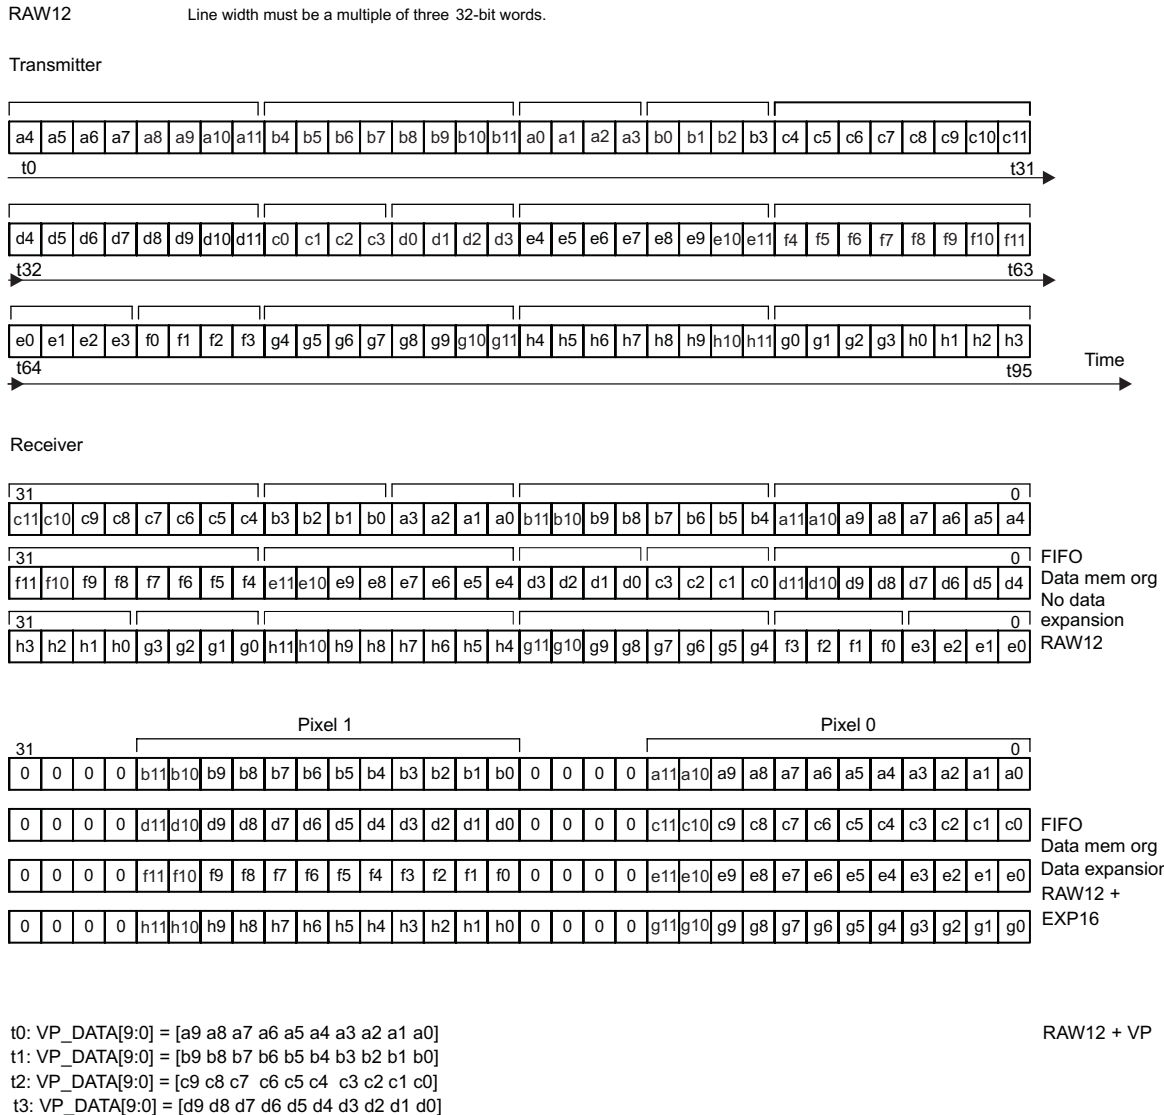 RAW12 Line width must be a multiple of three 32-bit words.
Transmitter
a4 a5 a6 a7 a8 a9 a10 a11 b4 b5 b6 b7 b8 b9 b10 b11 a0 a1 a2 a3 b0 b1 b2 b3 c4 c5 c6 c7 c8 c9 c10 c11
t0 t31
d4 d5 d6 d7 d8 d9 d10 d11 c0 c1 c2 c3 d0 d1 d2 d3 e4 e5 e6 e7 e8 e9 e10 e11 f4 f5 f6 f7 f8 f9 f10 f11
t32 t63
e0 e1 e2 e3 f0 f1 f2 f3 g4 g5 g6 g7 g8 g9 g10 g11 h4 h5 h6 h7 h8 h9 h10 h11 g0 g1 g2 g3 h0 h1 h2 h3
t64 t95 Time
Receiver
31 0
c11 c10 c9 c8 c7 c6 c5 c4 b3 b2 b1 b0 a3 a2 a1 a0 b11 b10 b9 b8 b7 b6 b5 b4 a11 a10 a9 a8 a7 a6 a5 a4
31 0 FIFO
f11 f10 f9 f8 f7 f6 f5 f4 e11 e10 e9 e8 e7 e6 e5 e4 d3 d2 d1 d0 c3 c2 c1 c0 d11 d10 d9 d8 d7 d6 d5 d4 Data mem org
No data
31 0 expansion
h3 h2 h1 h0 g3 g2 g1 g0 h11 h10 h9 h8 h7 h6 h5 h4 g11 g10 g9 g8 g7 g6 g5 g4 f3 f2 f1 f0 e3 e2 e1 e0 RAW12
Pixel 1 Pixel 0
31 0
0 0 0 0 b11 b10 b9 b8 b7 b6 b5 b4 b3 b2 b1 b0 0 0 0 0 a11 a10 a9 a8 a7 a6 a5 a4 a3 a2 a1 a0
0 0 0 0 d11 d10 d9 d8 d7 d6 d5 d4 d3 d2 d1 d0 0 0 0 0 c11 c10 c9 c8 c7 c6 c5 c4 c3 c2 c1 c0 FIFO
Data mem org
0 0 0 0 f11 f10 f9 f8 f7 f6 f5 f4 f3 f2 f1 f0 0 0 0 0 e11 e10 e9 e8 e7 e6 e5 e4 e3 e2 e1 e0 Data expansion
RAW12 +
0 0 0 0 h11 h10 h9 h8 h7 h6 h5 h4 h3 h2 h1 h0 0 0 0 0 g11 g10 g9 g8 g7 g6 g5 g4 g3 g2 g1 g0 EXP16
t0: VP_DATA[9:0] = [a9 a8 a7 a6 a5 a4 a3 a2 a1 a0] RAW12 + VP
t1: VP_DATA[9:0] = [b9 b8 b7 b6 b5 b4 b3 b2 b1 b0]
t2: VP_DATA[9:0] = [c9 c8 c7 c6 c5 c4 c3 c2 c1 c0]
t3: VP_DATA[9:0] = [d9 d8 d7 d6 d5 d4 d3 d2 d1 d0]